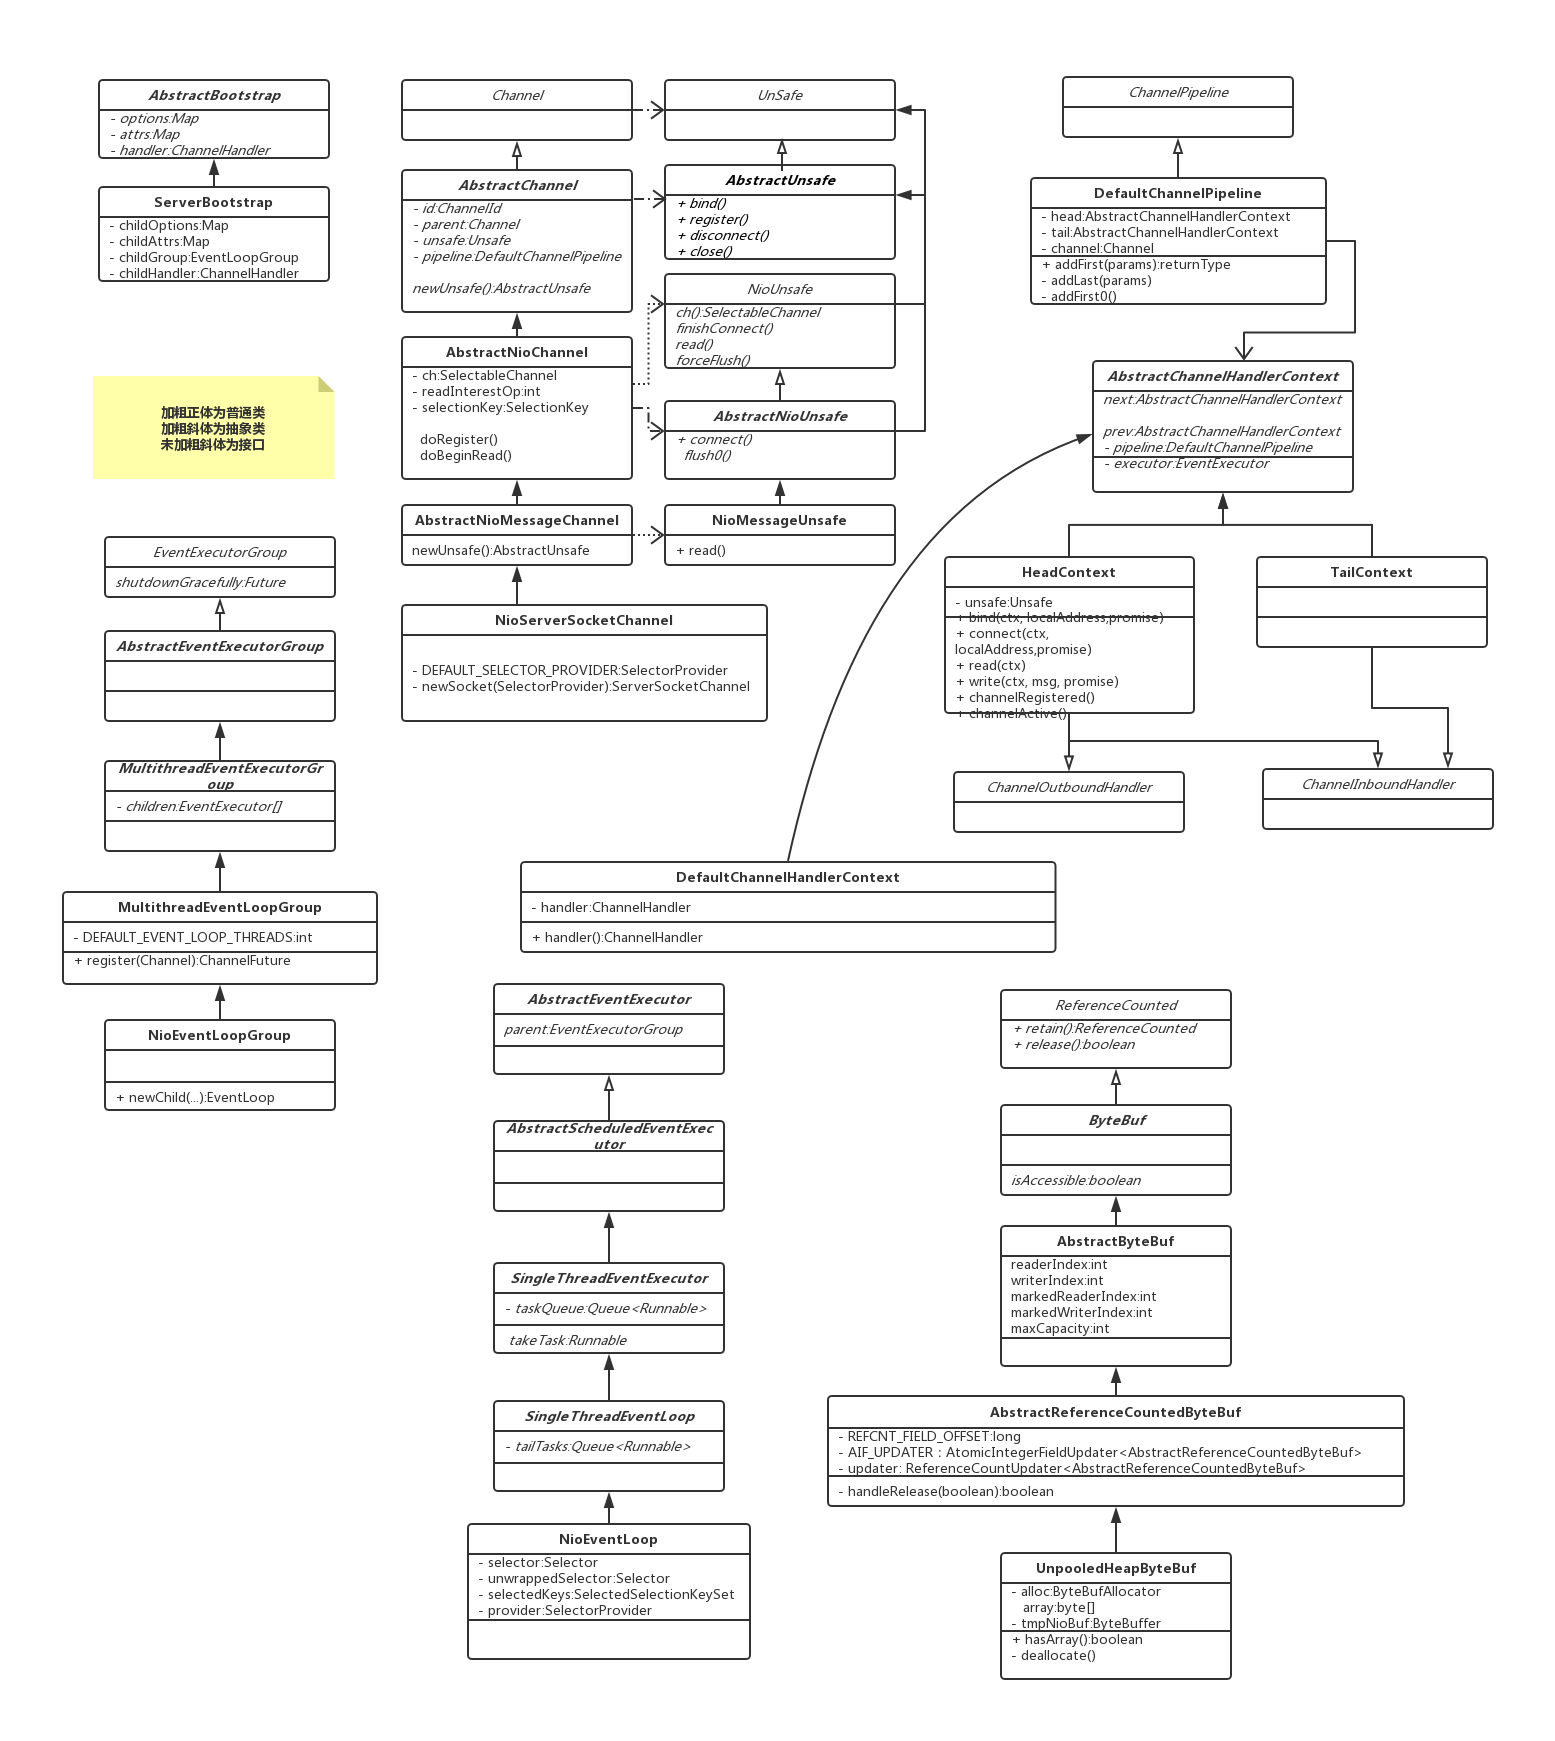 AbstractBootstrap
- options:Map
- attrs:Map
- handler:ChannelHandler
ServerBootstrap
- childOptions:Map
- childAttrs:Map
- childGroup:EventLoopGroup
- childHandler:ChannelHandler
加粗正体为普通类
加粗斜体为抽象类
未加粗斜体为接口
Channel
AbstractChannel
- id:ChannelId
- parent:Channel
- unsafe:Unsafe
- pipeline:DefaultChannelPipeline
newUnsafe():AbstractUnsafe
AbstractNioChannel
- ch:SelectableChannel
- readInterestOp:int
- selectionKey:SelectionKey
doRegister()
doBeginRead()
AbstractNioMessageChannel
newUnsafe():AbstractUnsafe
NioServerSocketChannel
- DEFAULT_SELECTOR_PROVIDER:SelectorProvider
- newSocket(SelectorProvider):ServerSocketChannel
UnSafe
AbstractUnsafe
+ bind()
+ register()
+ disconnect()
+ close()
NioUnsafe
ch():SelectableChannel
finishConnect()
read()
forceFlush()
AbstractNioUnsafe
+ connect()
flush0()
NioMessageUnsafe
+ read()
ChannelPipeline
DefaultChannelPipeline
- head:AbstractChannelHandlerContext
- tail:AbstractChannelHandlerContext
- channel:Channel
+ addFirst(params):returnType
- addLast(params)
- addFirst0()
AbstractChannelHandlerContext
next:AbstractChannelHandlerContext
prev:AbstractChannelHandlerContext
- pipeline:DefaultChannelPipeline
- executor:EventExecutor
HeadContext
- unsafe:Unsafe
+ bind(ctx, localAddress,promise)
+ connect(ctx,
localAddress,promise)
+ read(ctx)
+ write(ctx, msg, promise)
+ channelRegistered()
+ channelActive()
TailContext
ChannelOutboundHandler
ChannelInboundHandler
DefaultChannelHandlerContext
- handler:ChannelHandler
+ handler():ChannelHandler
EventExecutorGroup
shutdownGracefully:Future
AbstractEventExecutorGroup
MultithreadEventExecutorGr
oup
- children:EventExecutor[]
MultithreadEventLoopGroup
- DEFAULT_EVENT_LOOP_THREADS:int
+ register(Channel):ChannelFuture
NioEventLoopGroup
+ newChild(...):EventLoop
AbstractEventExecutor
parent:EventExecutorGroup
AbstractScheduledEventExec
utor
SingleThreadEventExecutor
- taskQueue:Queue<Runnable>
takeTask:Runnable
SingleThreadEventLoop
- tailTasks:Queue<Runnable>
NioEventLoop
- selector:Selector
- unwrappedSelector:Selector
- selectedKeys:SelectedSelectionKeySet
- provider:SelectorProvider
ReferenceCounted
+ retain():ReferenceCounted
+ release():boolean
ByteBuf
isAccessible:boolean
AbstractByteBuf
readerIndex:int
writerIndex:int
markedReaderIndex:int
markedWriterIndex:int
maxCapacity:int
AbstractReferenceCountedByteBuf
- REFCNT_FIELD_OFFSET:long
- AIF_UPDATER : AtomicIntegerFieldUpdater<AbstractReferenceCountedByteBuf>
- updater: ReferenceCountUpdater<AbstractReferenceCountedByteBuf>
- handleRelease(boolean):boolean
UnpooledHeapByteBuf
- alloc:ByteBufAllocator
array:byte[]
- tmpNioBuf:ByteBuffer
+ hasArray():boolean
- deallocate()